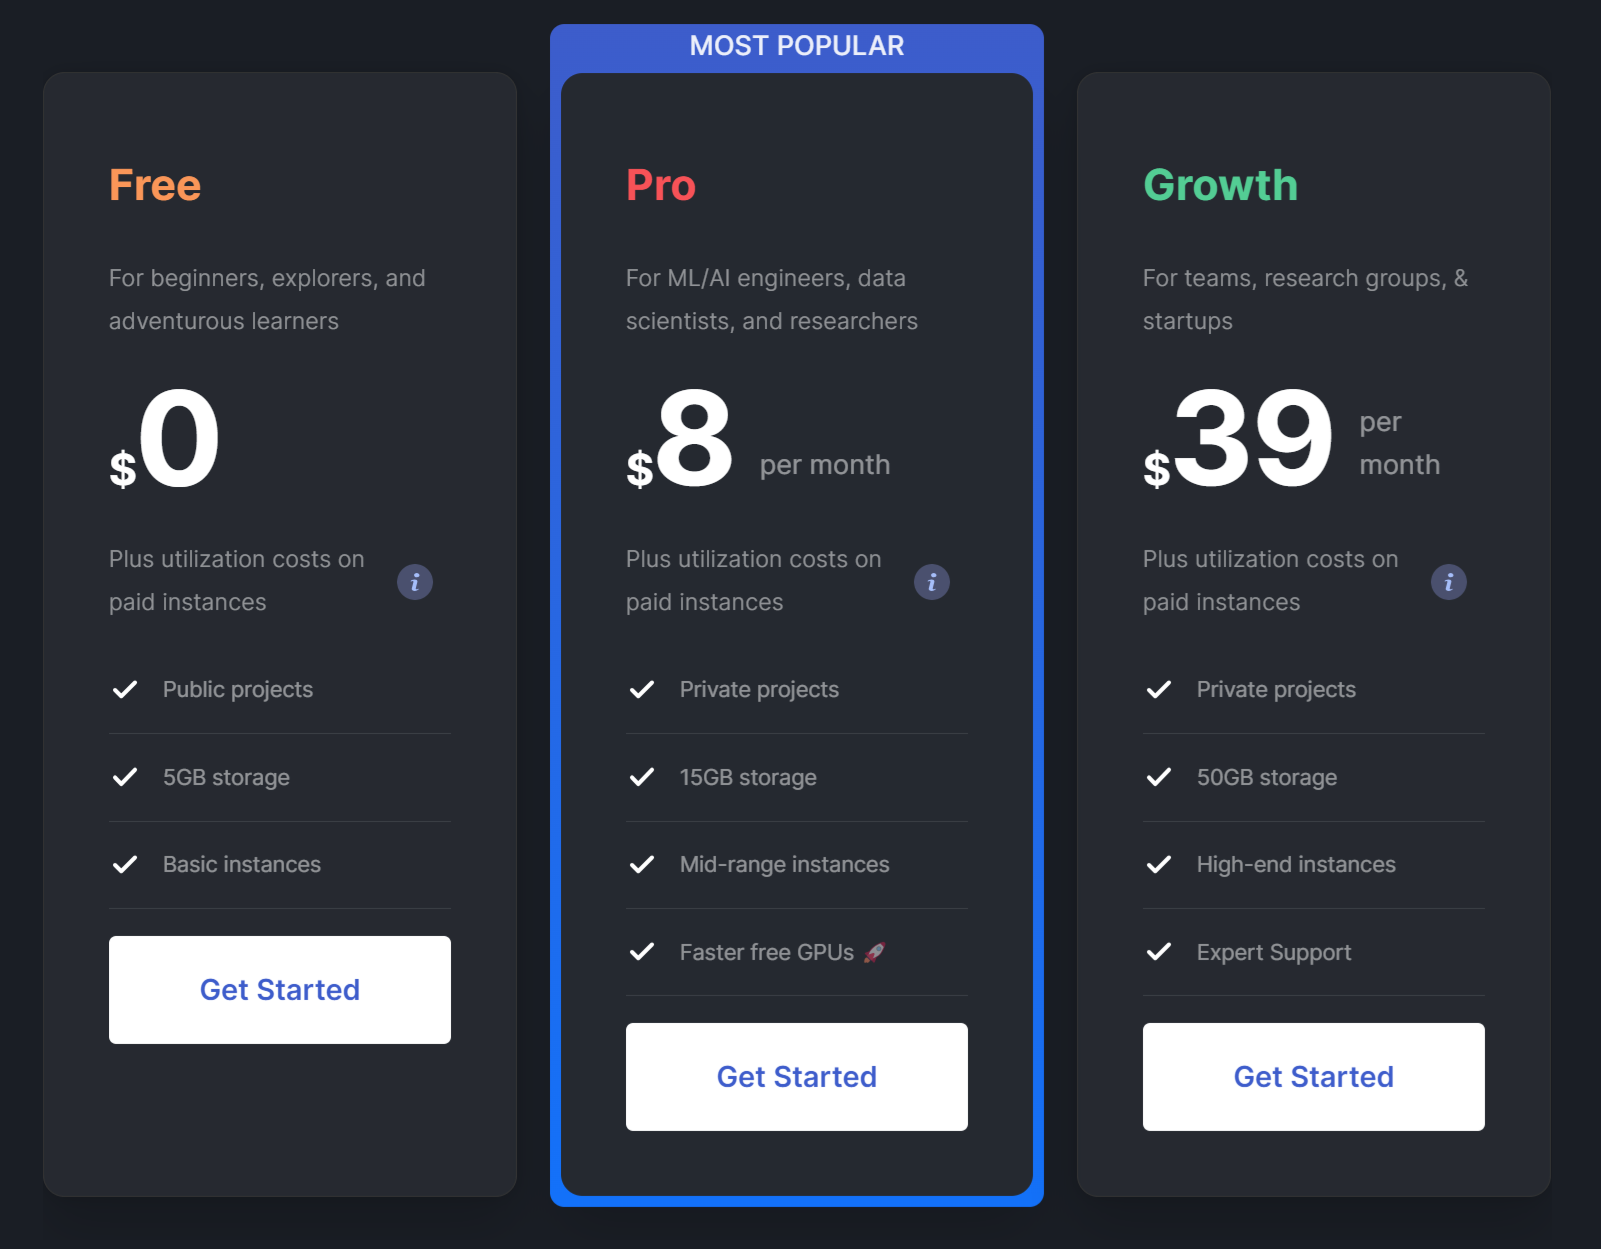 MOST POPULAR
Free
For beginners, explorers, and
adventurous learners
$0
Plus utilization costs on
paid instances
i
Public projects
5GB storage
Basic instances
Get Started
Pro
For ML/AI engineers, data
scientists, and researchers
$8 per month
Plus utilization costs on
paid instances
i
Private projects
15GB storage
Mid-range instances
Faster free GPUs 🚀
Get Started
Growth
For teams, research groups, &
startups
$39 per
month
Plus utilization costs on
paid instances
i
Private projects
50GB storage
High-end instances
Expert Support
Get Started